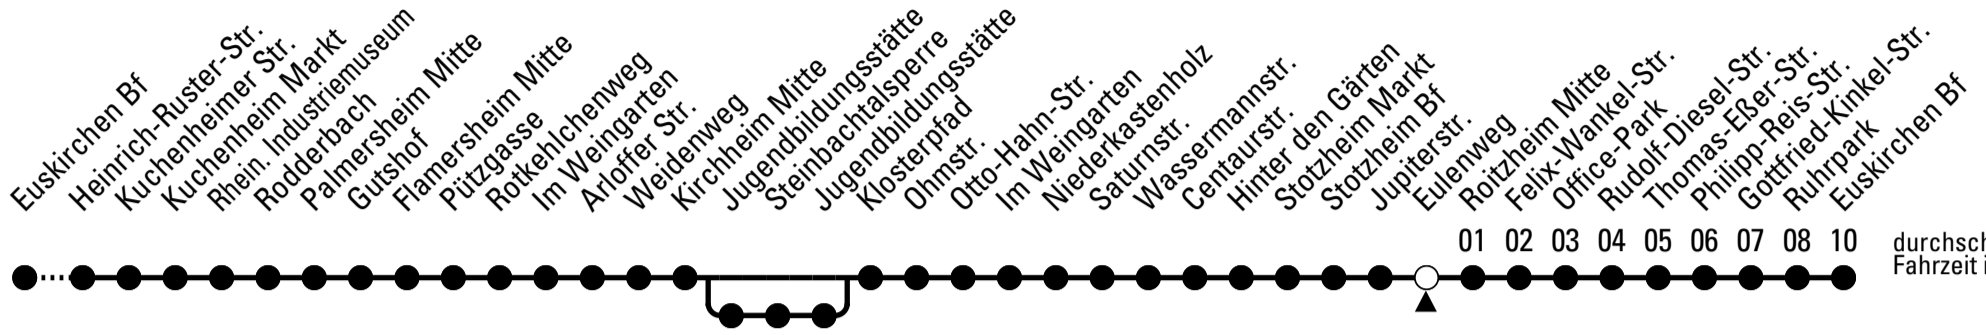 Euskirchen Bf
Heinrich-Ruster-Str.
Kuchenheimer Str.
Kuchenheim Markt
Rhein. Industriemuseum
Rodderbach
Palmersheim Mitte
Gutshof
Flamersheim Mitte
Pützgasse
Rotkehlchenweg
Im Weingarten
Arloffer Str.
Weidenweg
Kirchheim Mitte
Jugendbildungsstätte
Steinbachtalsperre
Jugendbildungsstätte
Klosterpfad
Ohmstr.
Otto-Hahn-Str.
Im Weingarten
Niederkastenholz
Saturnstr.
Wassermannstr.
Centaurstr.
Hinter den Gärten
Stotzheim Markt
Stotzheim Bf
Jupiterstr.
Eulenweg
Roitzheim Mitte
Felix-Wankel-Str.
Office-Park
Rudolf-Diesel-Str.
Thomas-Eßer-Str.
Philipp-Reis-Str.
Gottfried-Kinkel-Str.
Ruhrpark
Euskirchen Bf
01 02 03 04 05 06 07 08 10
Fahrzeit